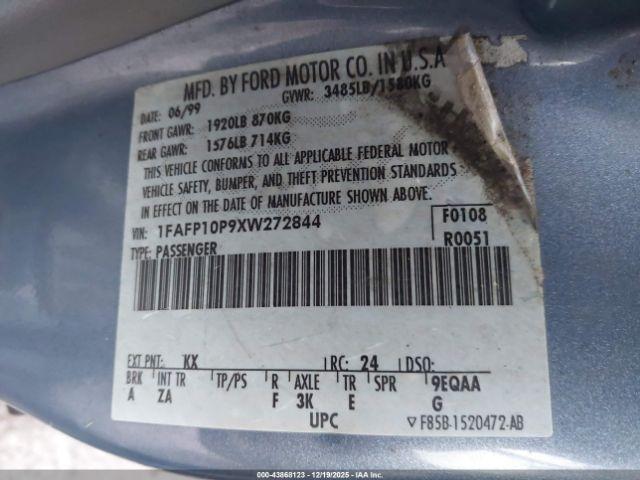 MFD. BY FORD MOTOR CO. IN U.S.A
DATE: 06/99 GVWR: 3485LB/1580KG
FRONT GAWR: 1920LB 870KG
REAR GAWR: 1576LB 714KG
THIS VEHICLE CONFORMS TO ALL APPLICABLE FEDERAL MOTOR
VEHICLE SAFETY, BUMPER, AND THEFT PREVENTION STANDARDS
IN EFFECT ON THE DATE OF MANUFACTURE SHOWN ABOVE.
VIN: 1FAFP10P9XW272844 F0108
TYPE: PASSENGER R0051
EXT PNT: KX RC: 24 DSO:
BRK INT TR TP/PS R AXLE TR SPR 9EQAA
A ZA F 3K E G
UPC ▽F85B-1520472-AB
000-43868123 | 12/19/2025 | IAAI.COM